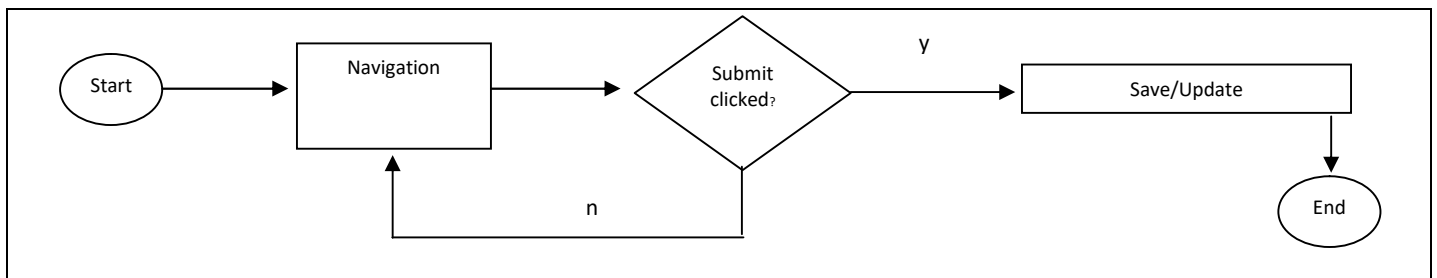 Start
Navigation
Submit
clicked?
y
Save/Update
n
End